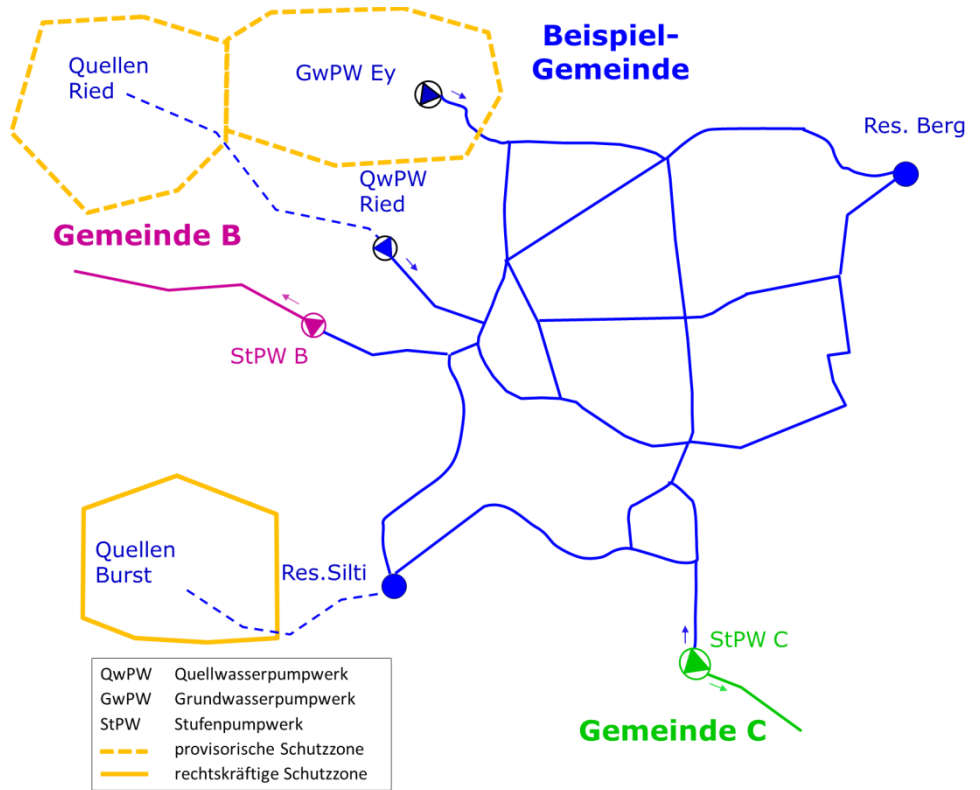 Beispiel-
Gemeinde
Quellen
Ried
GwPW Ey
Res. Berg
QwPW
Ried
Gemeinde B
StPW B
Quellen
Burst
Res.Silti
StPW C
Gemeinde C
QwPW Quellwasserpumpwerk
GwPW Grundwasserpumpwerk
StPW Stufenpumpwerk
provisorische Schutzzone
rechtskräftige Schutzzone